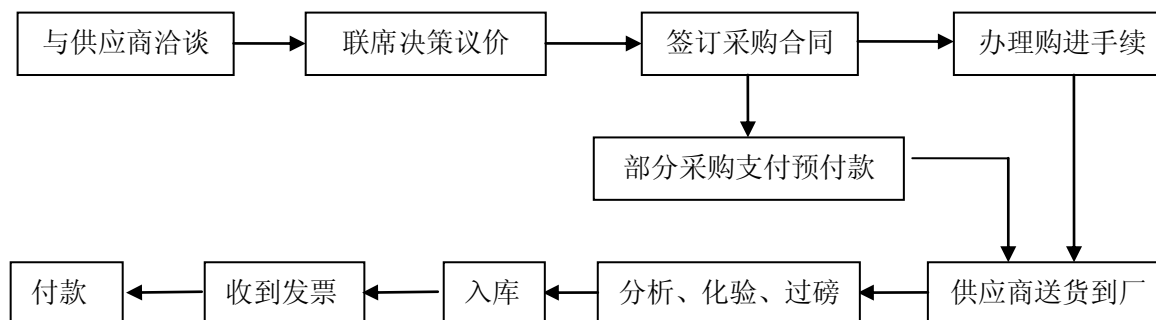 与供应商洽谈
联席决策议价
签订采购合同
办理购进手续
部分采购支付预付款
付款
收到发票
入库
分析、化验、过磅
供应商送货到厂